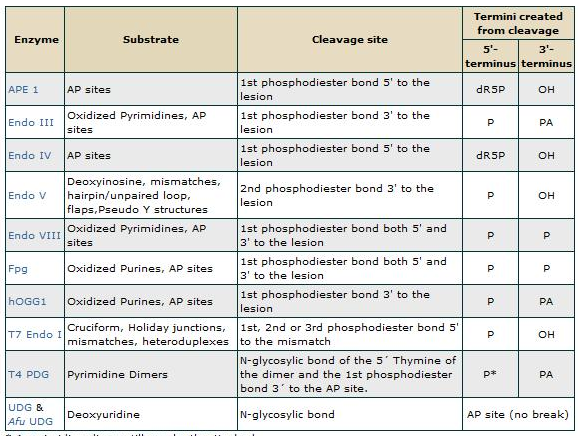 Enzyme Substrate Cleavage site Termini created
from cleavage
5'-
terminus 3'-
terminus
APE 1 AP sites 1st phosphodiester bond 5' to the
lesion dR5P OH
Endo III Oxidized Pyrimidines, AP
sites 1st phosphodiester bond 3' to the
lesion P PA
Endo IV AP sites 1st phosphodiester bond 5' to the
lesion dR5P OH
Endo V Deoxyinosine, mismatches,
hairpin/unpaired loop,
flaps,Pseudo Y structures 2nd phosphodiester bond 3' to the
lesion P OH
Endo VIII Oxidized Pyrimidines, AP
sites 1st phosphodiester bond both 5' and
3' to the lesion P P
Fpg Oxidized Purines, AP sites 1st phosphodiester bond both 5' and
3' to the lesion P P
hOGG1 Oxidized Purines, AP sites 1st phosphodiester bond 3' to the
lesion P PA
T7 Endo I Cruciform, Holiday junctions,
mismatches, heteroduplexes 1st, 2nd or 3rd phosphodiester bond 5'
to the mismatch P OH
T4 PDG Pyrimidine Dimers N-glycosylic bond of the 5´ Thymine of
the dimer and the 1st phosphodiester
bond 3´ to the AP site. P* PA
UDG &
Afu UDG Deoxyuridine N-glycosylic bond AP site (no break)